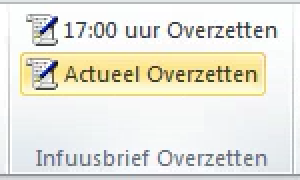 17:00 uur Overzetten
Actueel Overzetten
Infuusbrief Overzetten